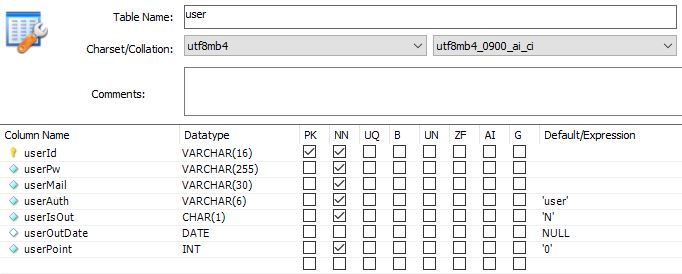 Table Name: user
Charset/Collation: utf8mb4 utf8mb4_0900_ai_ci
Comments:
Column Name Datatype PK NN UQ B UN ZF AI G Default/Expression
userId VARCHAR(16)
userPw VARCHAR(255)
userMail VARCHAR(30)
userAuth VARCHAR(6) 'user'
userIsOut CHAR(1) 'N'
userOutDate DATE NULL
userPoint INT '0'